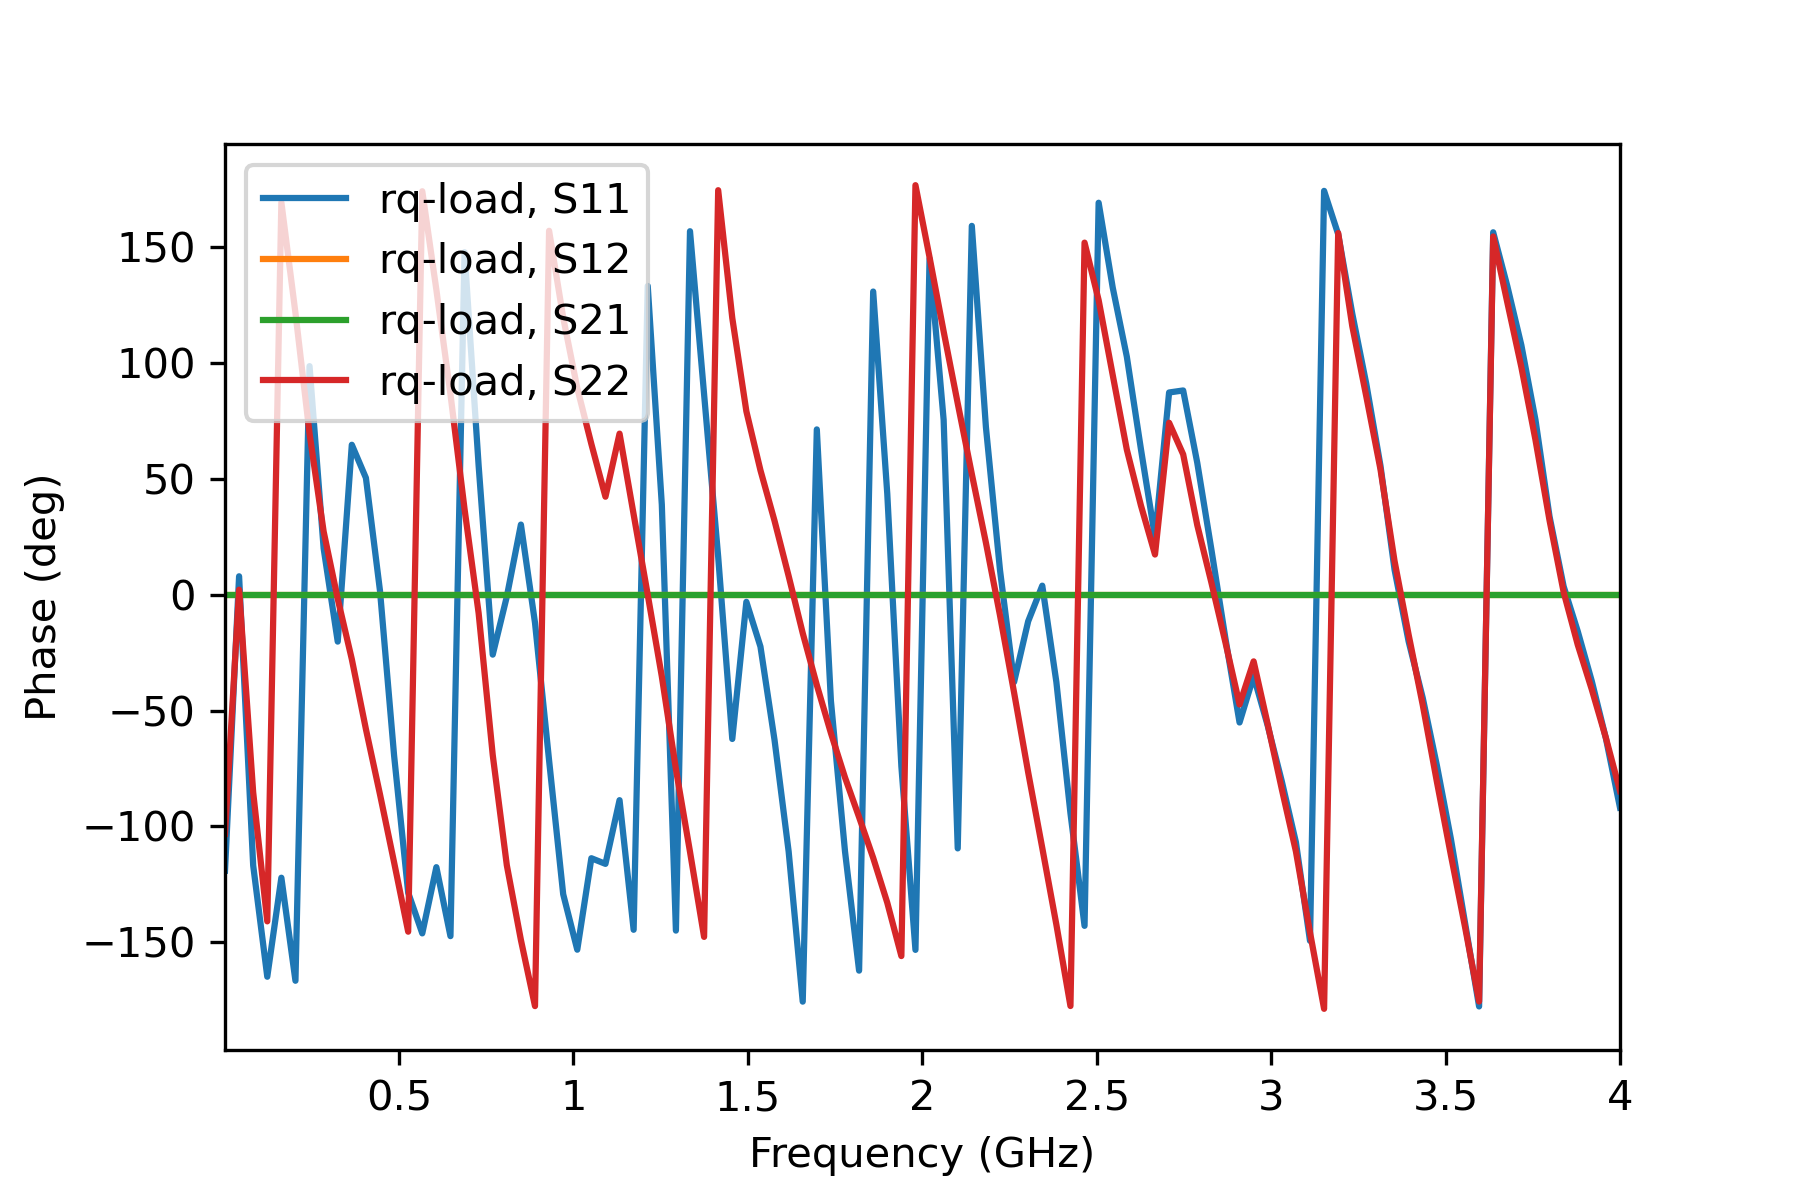 rq-load, S11
rq-load, S12
rq-load, S21
rq-load, S22
150
100
50
0
−50
−100
−150
Phase (deg)
0.5 1 1.5 2 2.5 3 3.5 4
Frequency (GHz)